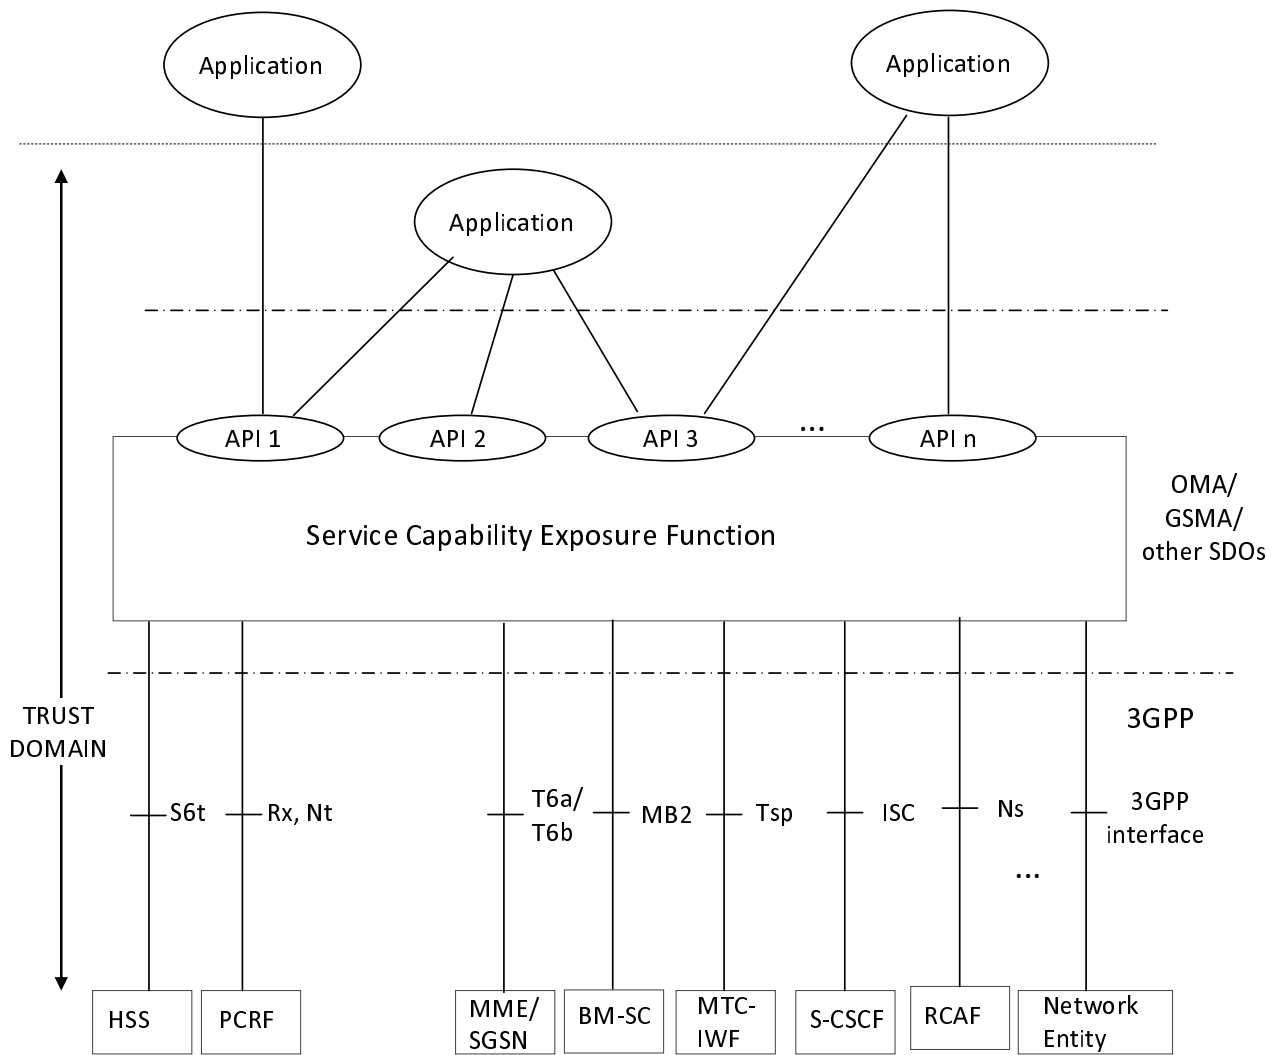 Application
Application
Application
API 1
API 2
API 3
...
API n
OMA/
GSMA/
other SDOs
Service Capability Exposure Function
TRUST
DOMAIN
3GPP
S6t
Rx, Nt
T6a/
T6b
MB2
Tsp
ISC
Ns
3GPP
interface
...
HSS
PCRF
MME/
SGSN
BM-SC
MTC-
IWF
S-CSCF
RCAF
Network
Entity